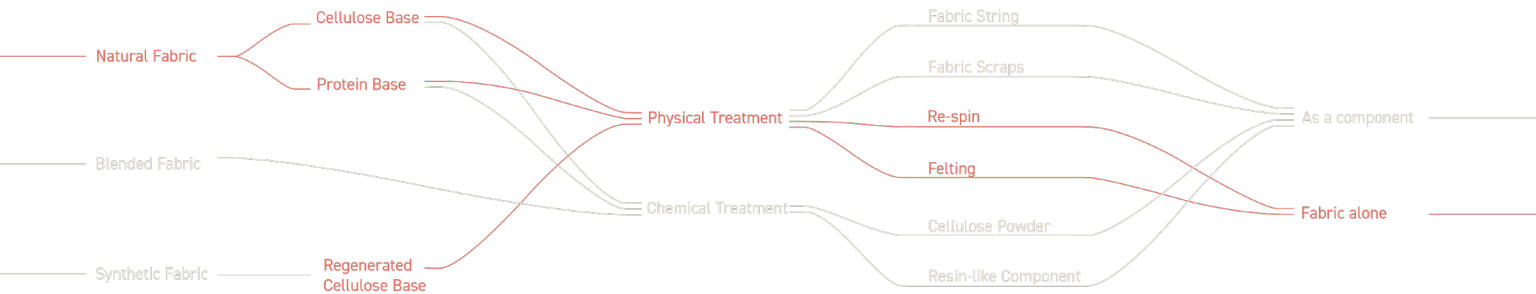 Natural Fabric
Blended Fabric
Synthetic Fabric
Cellulose Base
Protein Base
Regenerated
Cellulose Base
Physical Treatment
Chemical Treatment
Fabric String
Fabric Scraps
Re-spin
Felting
Cellulose Powder
Resin-like Component
As a component
Fabric alone